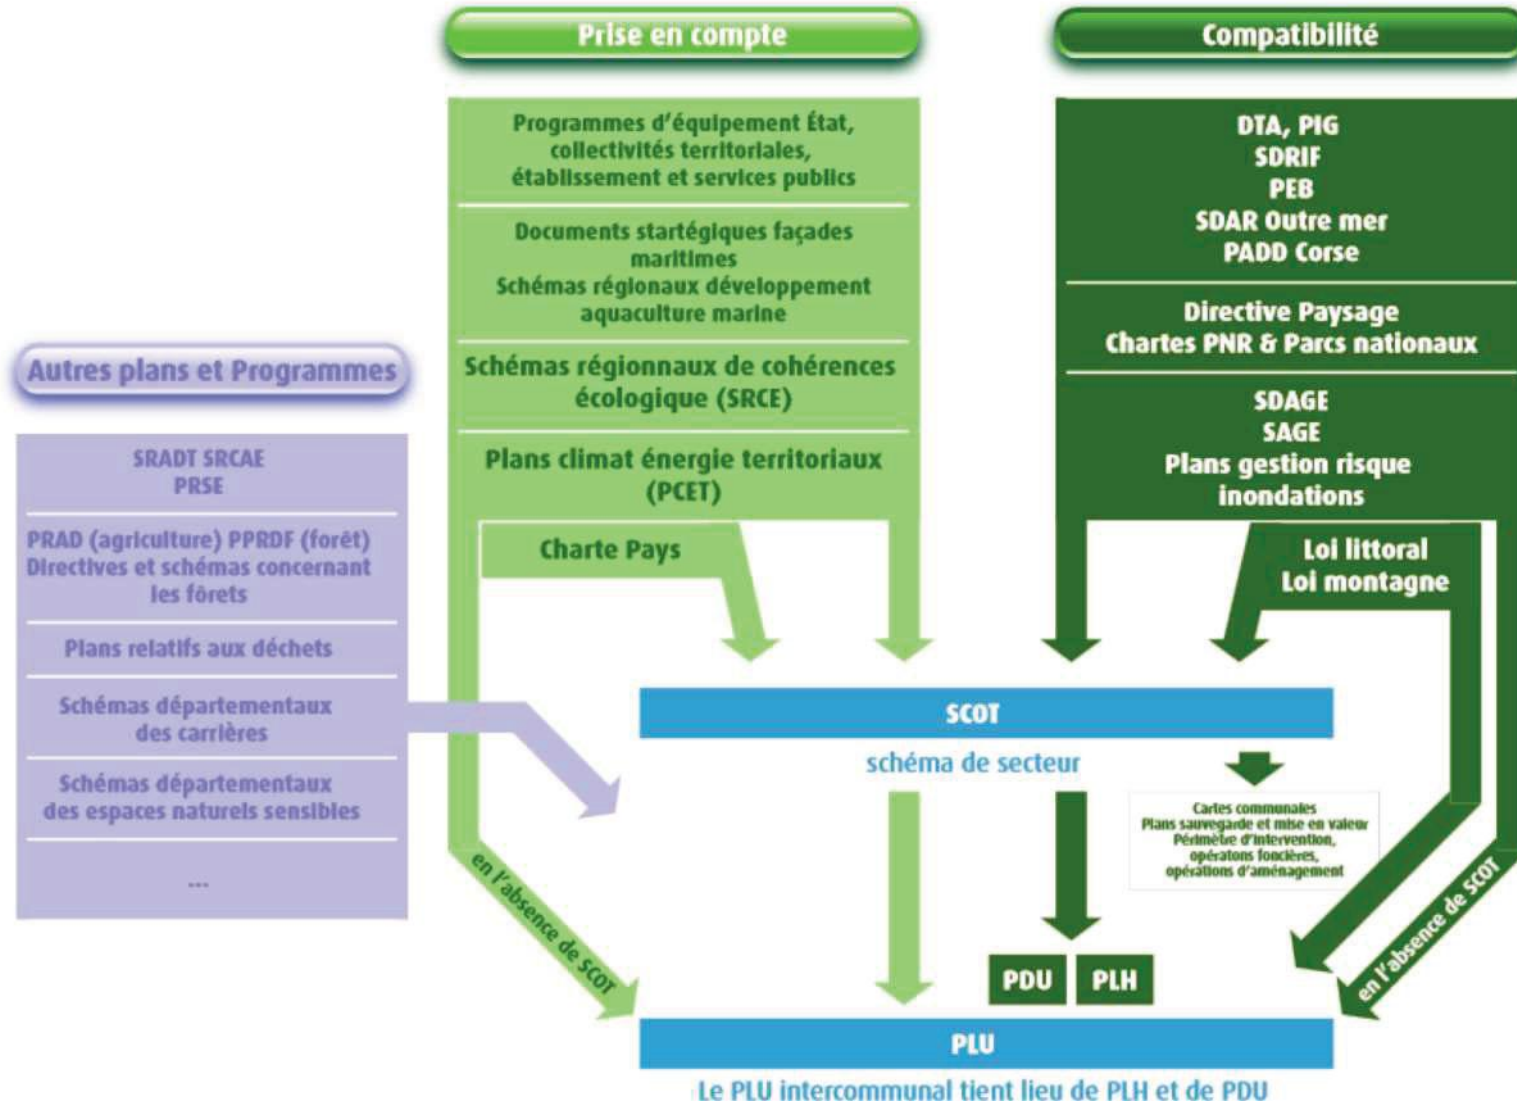 Prise en compte
Programmes d'équipement État,
collectivités territoriales,
établissement et services publics
Documents startégiques façades
maritimes
Schémas régionaux développement
aquaculture marine
Schémas régionnaux de cohérences
écologique (SRCE)
Plans climat énergie territoriaux
(PCET)
Charte Pays
en l'absence de SCOT
Compatibilité
DTA, PIG
SDRIF
PEB
SDAR Outre mer
PADD Corse
Directive Paysage
Chartes PNR & Parcs nationaux
SDAGE
SAGE
Plans gestion risque
inondations
Loi littoral
Loi montagne
en l'absence de SCOT
Autres plans et Programmes
SRADT SRCAE
PRSE
PRAD (agriculture) PPRDF (forêt)
Directives et schémas concernant
les fôrets
Plans relatifs aux déchets
Schémas départementaux
des carrières
Schémas départementaux
des espaces naturels sensibles
...
SCOT
schéma de secteur
Cartes communales
Plans sauvegarde et mise en valeur
Périmètre d'intervention,
opératons foncières,
opérations d'aménagement
PDU
PLH
PLU
Le PLU intercommunal tient lieu de PLH et de PDU